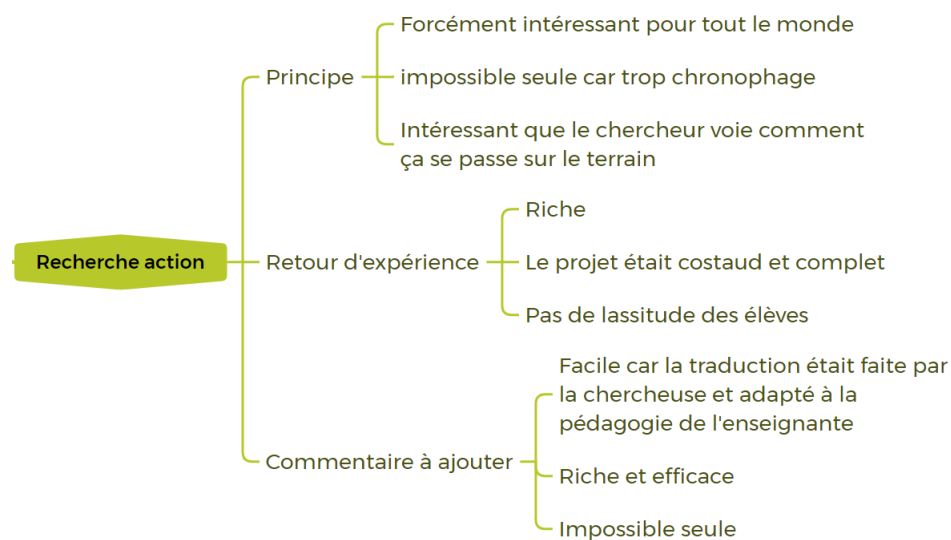 Recherche action
Principe
Forcément intéressant pour tout le monde
impossible seule car trop chronophage
Intéressant que le chercheur voie comment
ça se passe sur le terrain
Retour d'expérience
Riche
Le projet était costaud et complet
Pas de lassitude des élèves
Commentaire à ajouter
Facile car la traduction était faite par
la chercheuse et adapté à la
pédagogie de l'enseignante
Riche et efficace
Impossible seule